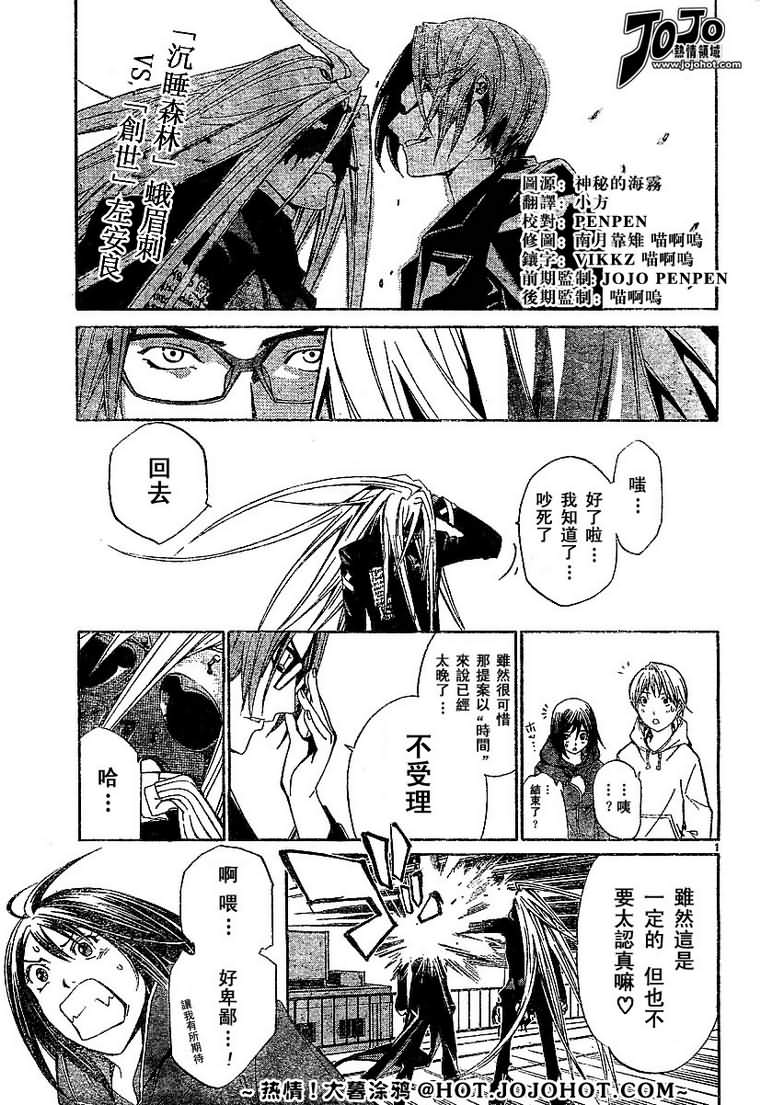 JOJO
熱情領域
www.jojohot.com
「沉睡森林」峨眉刺
VS.「創世」左安良
圖源：神秘的海霧
翻譯：小方
校對：PENPEN
修圖：南月靠雉 喵啊嗚
鑲字：VIKKZ 喵啊嗚
前期監制：JOJO PENPEN
後期監制：喵啊嗚
嗤…
好了啦…
我知道了…
吵死了
回去
…咦
…?
…
結束了?
雖然很可惜
那提案以“時間”
來說已經
太晚了…
不受理
哈…
1
雖然這是
一定的 但也不
要太認真嘛♡
啊喂…
好卑鄙…!
讓我有所期待
~热情!大暮涂鸦@HOT.JOJOHOT.COM~